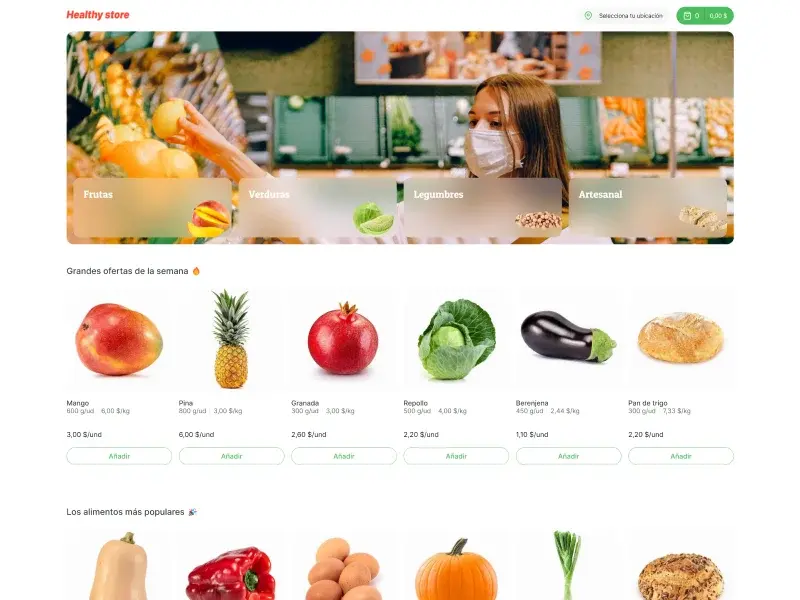 Healthy store
Selecciona tu ubicación
0 0,00 $
Frutas
Verduras
Legumbres
Artesanal
Grandes ofertas de la semana 🔥
Mango
600 g/ud 6,00 $/kg
3,00 $/und
Añadir
Pina
800 g/ud 3,00 $/kg
6,00 $/und
Añadir
Granada
300 g/ud 3,00 $/kg
2,60 $/und
Añadir
Repollo
500 g/ud 4,00 $/kg
2,20 $/und
Añadir
Berenjena
450 g/ud 2,44 $/kg
1,10 $/und
Añadir
Pan de trigo
300 g/ud 7,33 $/kg
2,20 $/und
Añadir
Los alimentos más populares 🎉